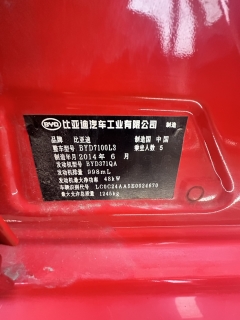 BYD 比亚迪汽车工业有限公司 制造
品牌 比亚迪 制造国 中国
整车型号 BYD7100L3 乘坐人数 5
制造年月 2014 年 6 月
发动机型号 BYD371QA
发动机排量 998mL
发动机最大净功率 48kW
车辆识别代号 LC0C24AA5E0024670
最大允许总质量 1245kg